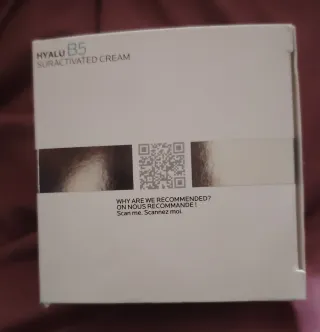 HYALU B5
SURACTIVATED CREAM
WHY ARE WE RECOMMENDED?
ON NOUS RECOMMANDE !
Scan me. Scannez moi.